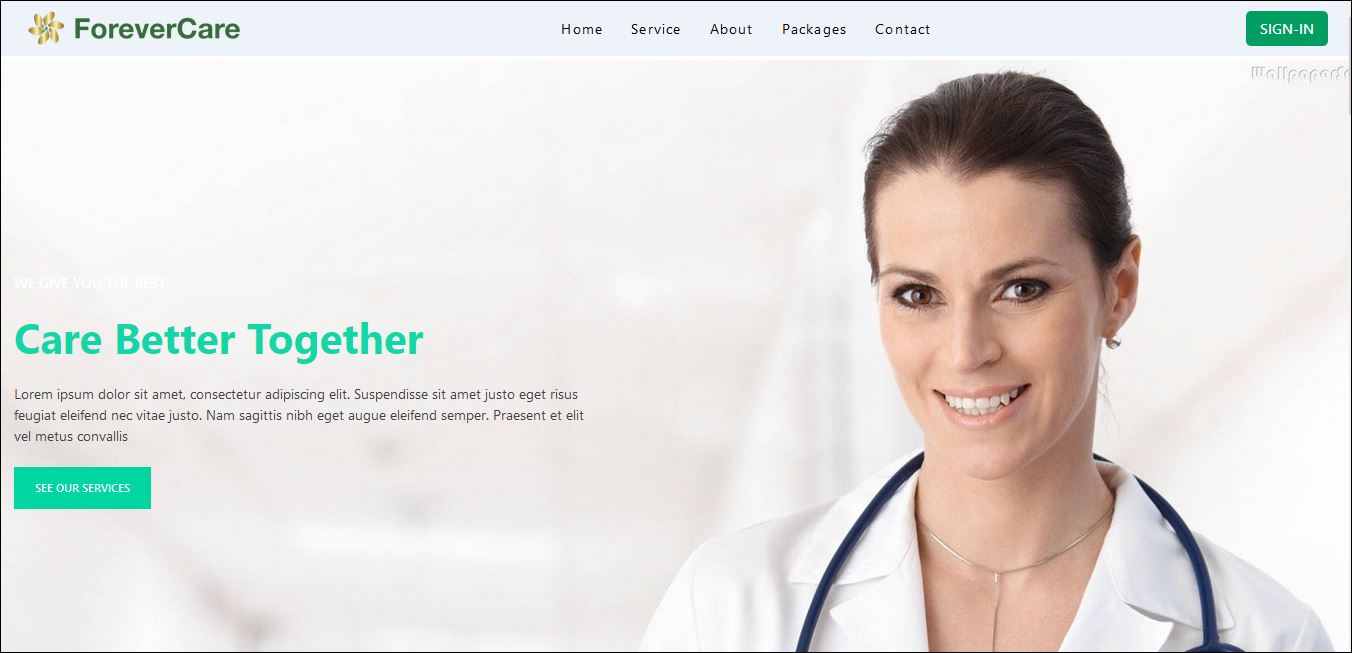 ForeverCare
Home Service About Packages Contact
SIGN-IN
WE GIVE YOU THE BEST
Care Better Together
Lorem ipsum dolor sit amet, consectetur adipiscing elit. Suspendisse sit amet justo eget risus
feugiat eleifend nec vitae justo. Nam sagittis nibh eget augue eleifend semper. Praesent et elit
vel metus convallis
SEE OUR SERVICES